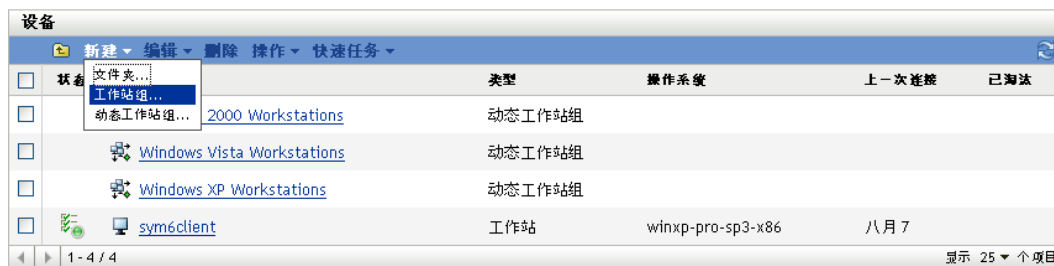 设备
新建 编辑 删除 操作 快速任务
文件夹...
工作站组...
动态工作站组...
类型 操作系统 上一次连接 已淘汰
2000 Workstations 动态工作站组
Windows Vista Workstations 动态工作站组
Windows XP Workstations 动态工作站组
sym6client 工作站 winxp-pro-sp3-x86 八月 7
1 - 4 / 4 显示 25 个项目